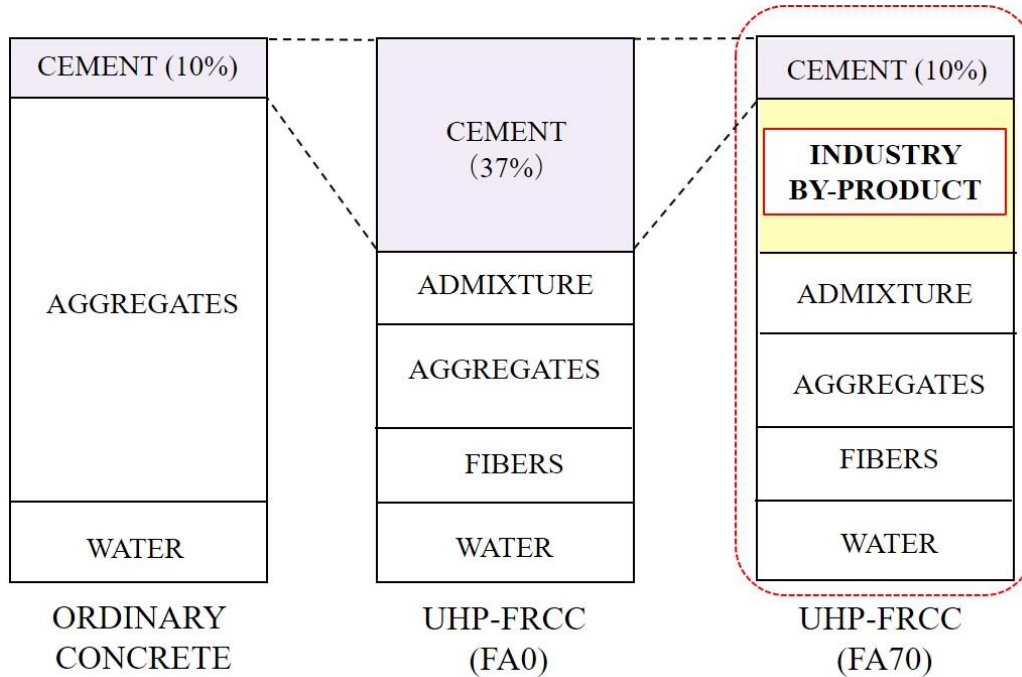 CEMENT (10%)
AGGREGATES
WATER
ORDINARY
CONCRETE
CEMENT
(37%)
ADMIXTURE
AGGREGATES
FIBERS
WATER
UHP-FRCC
(FA0)
CEMENT (10%)
INDUSTRY
BY-PRODUCT
ADMIXTURE
AGGREGATES
FIBERS
WATER
UHP-FRCC
(FA70)